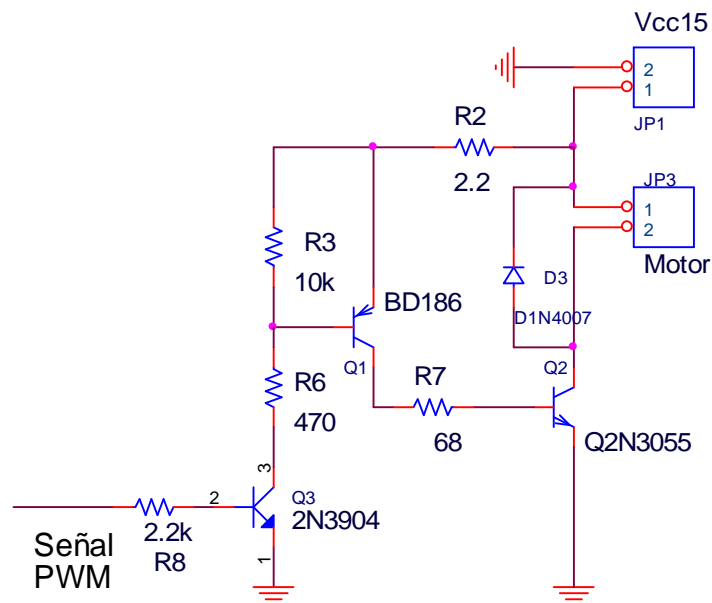 Vcc15
2
1
JP1
R2
2.2
JP3
1
2
Motor
R3
10k
D3
D1N4007
BD186
Q1
Q2
R6
470
R7
68
Q2N3055
3
2
Q3
2N3904
1
2.2k
R8
Señal
PWM